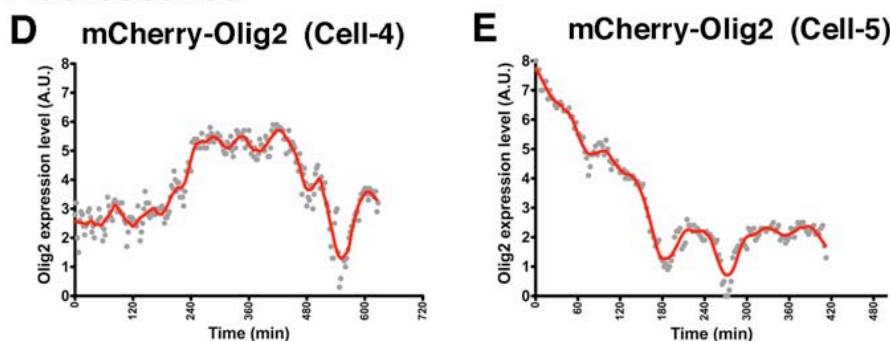 D mCherry-Olig2 (Cell-4)
Olig2 expression level (A.U.)
8
7
6
5
4
3
2
1
0
0 120 240 360 480 600 720
Time (min)
E mCherry-Olig2 (Cell-5)
Olig2 expression level (A.U.)
8
7
6
5
4
3
2
1
0
0 60 120 180 240 300 360 420 480
Time (min)